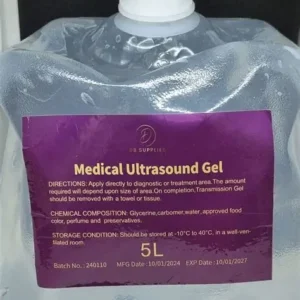 DB SUPPLIES
Medical Ultrasound Gel
DIRECTIONS: Apply directly to diagnostic or treatment area.The amount
required will depend upon size of area.On completion,Transmission Gel
should be removed with a towel or tissue.
CHEMICAL COMPOSITION: Glycerine,carbomer,water, approved food
color, perfume and preservatives.
STORAGE CONDITION: Should be stored at -10°C to 40°C, in a well-ven-
tilated room.
5L
Batch No.: 240110 MFG Date: 10/01/2024 EXP Date: 10/01/2027